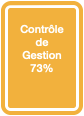 Contrôle
de
Gestion
73%